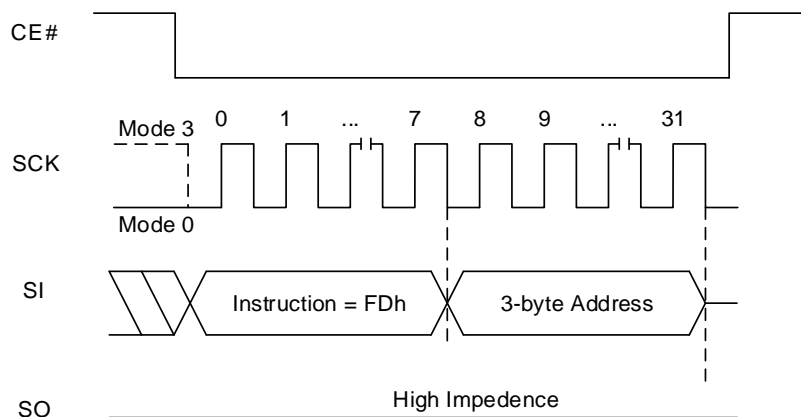 CE#
0 1 ... 7 8 9 ... 31
Mode 3
SCK
Mode 0
SI
Instruction = FDh
3-byte Address
High Impedence
SO